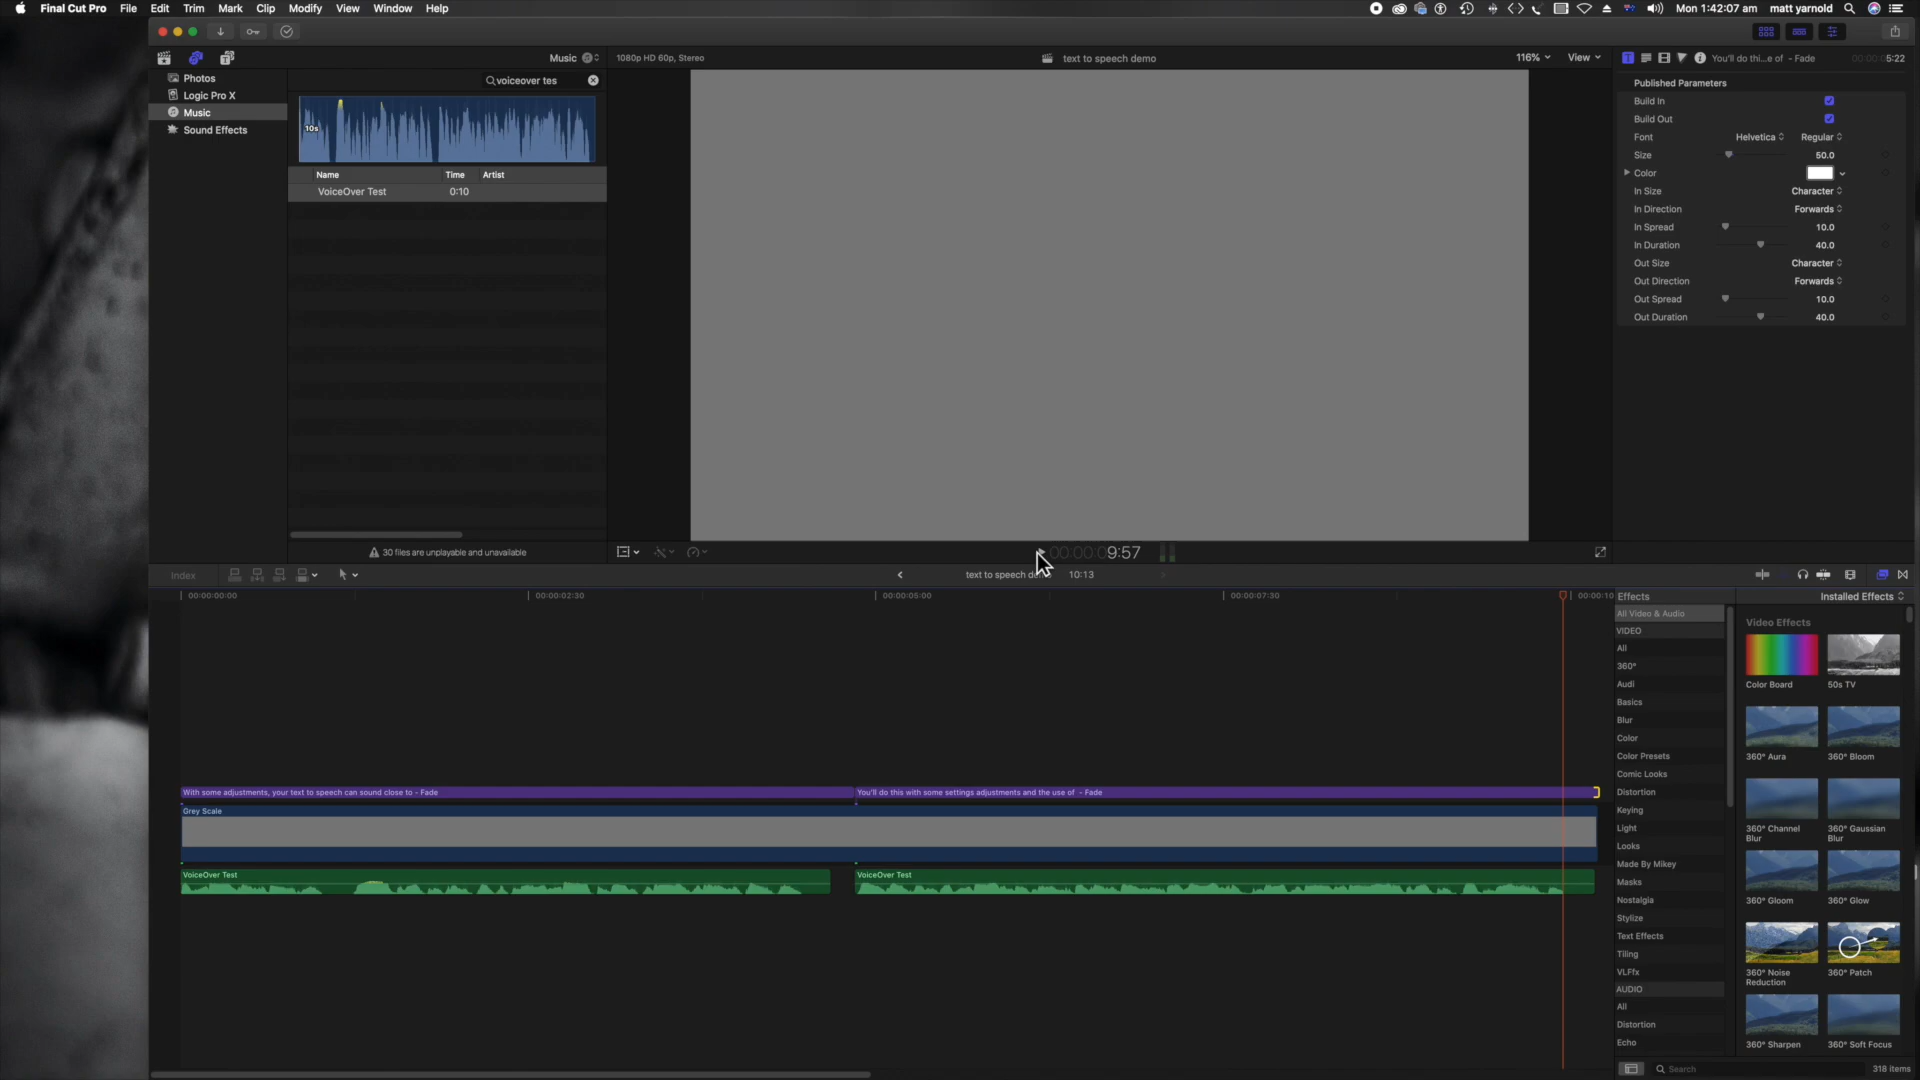 Final Cut Pro File Edit Trim Mark Clip Modify View Window Help
Mon 1:42:07 am matt yarnold
Music
1080p HD 60p, Stereo
text to speech demo
116% View
You'll do thi...e of - Fade
00:00:05:22
Photos
Logic Pro X
Music
Sound Effects
voiceover tes
10s
Name Time Artist
VoiceOver Test 0:10
30 files are unplayable and unavailable
Published Parameters
Build In
Build Out
Font Helvetica Regular
Size 50.0
Color
In Size Character
In Direction Forwards
In Spread 10.0
In Duration 40.0
Out Size Character
Out Direction Forwards
Out Spread 10.0
Out Duration 40.0
00:00:09:57
Index
text to speech 10:13
00:00:00:00 00:00:02:30 00:00:05:00 00:00:07:30 00:00:10
With some adjustments, your text to speech can sound close to - Fade
You'll do this with some settings adjustments and the use of - Fade
Grey Scale
VoiceOver Test
VoiceOver Test
Effects
Installed Effects
All Video & Audio
VIDEO
All
360°
Audi
Basics
Blur
Color
Color Presets
Comic Looks
Distortion
Keying
Light
Looks
Made By Mikey
Masks
Nostalgia
Stylize
Text Effects
Tiling
VLFfx
AUDIO
All
Distortion
Echo
Video Effects
Color Board 50s TV
360° Aura 360° Bloom
360° Channel Blur
360° Gaussian Blur
360° Gloom 360° Glow
360° Noise Reduction
360° Patch
360° Sharpen 360° Soft Focus
Search
318 items